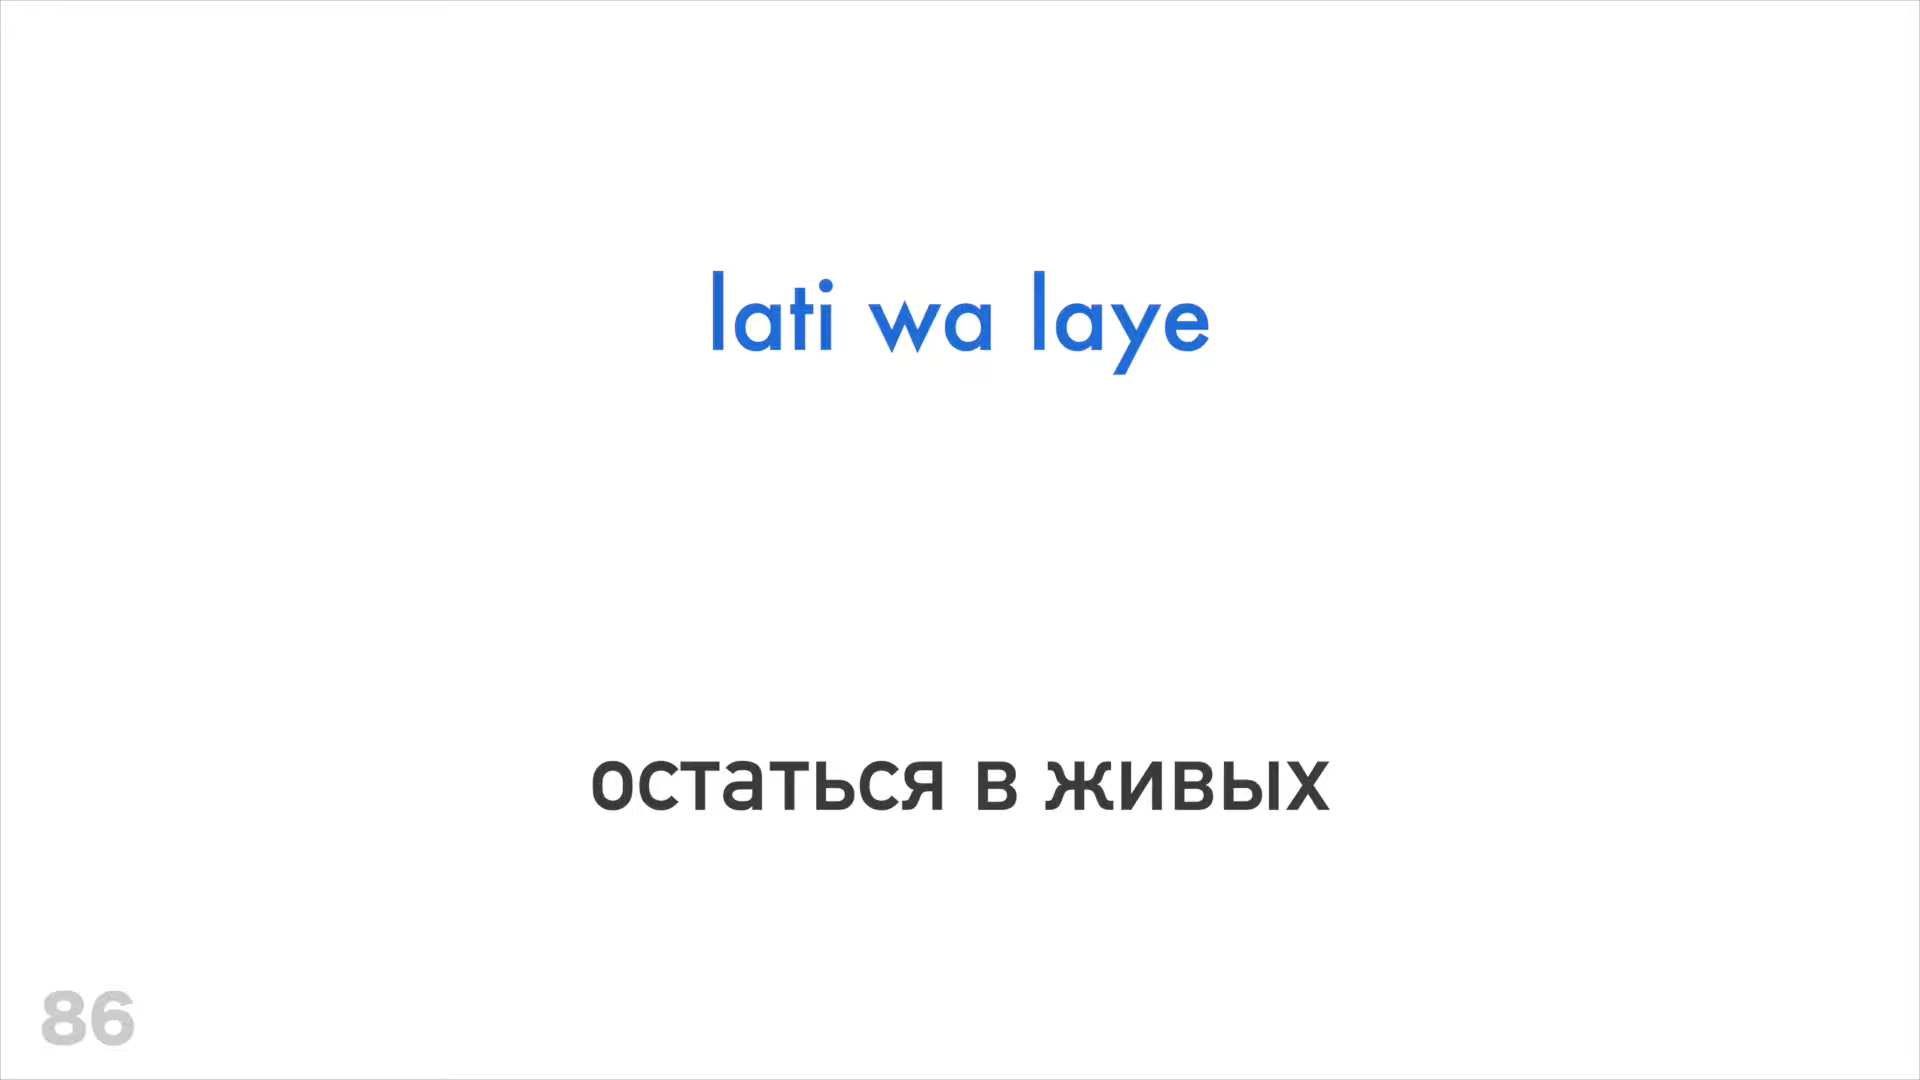 lati wa laye
остаться в живых
86